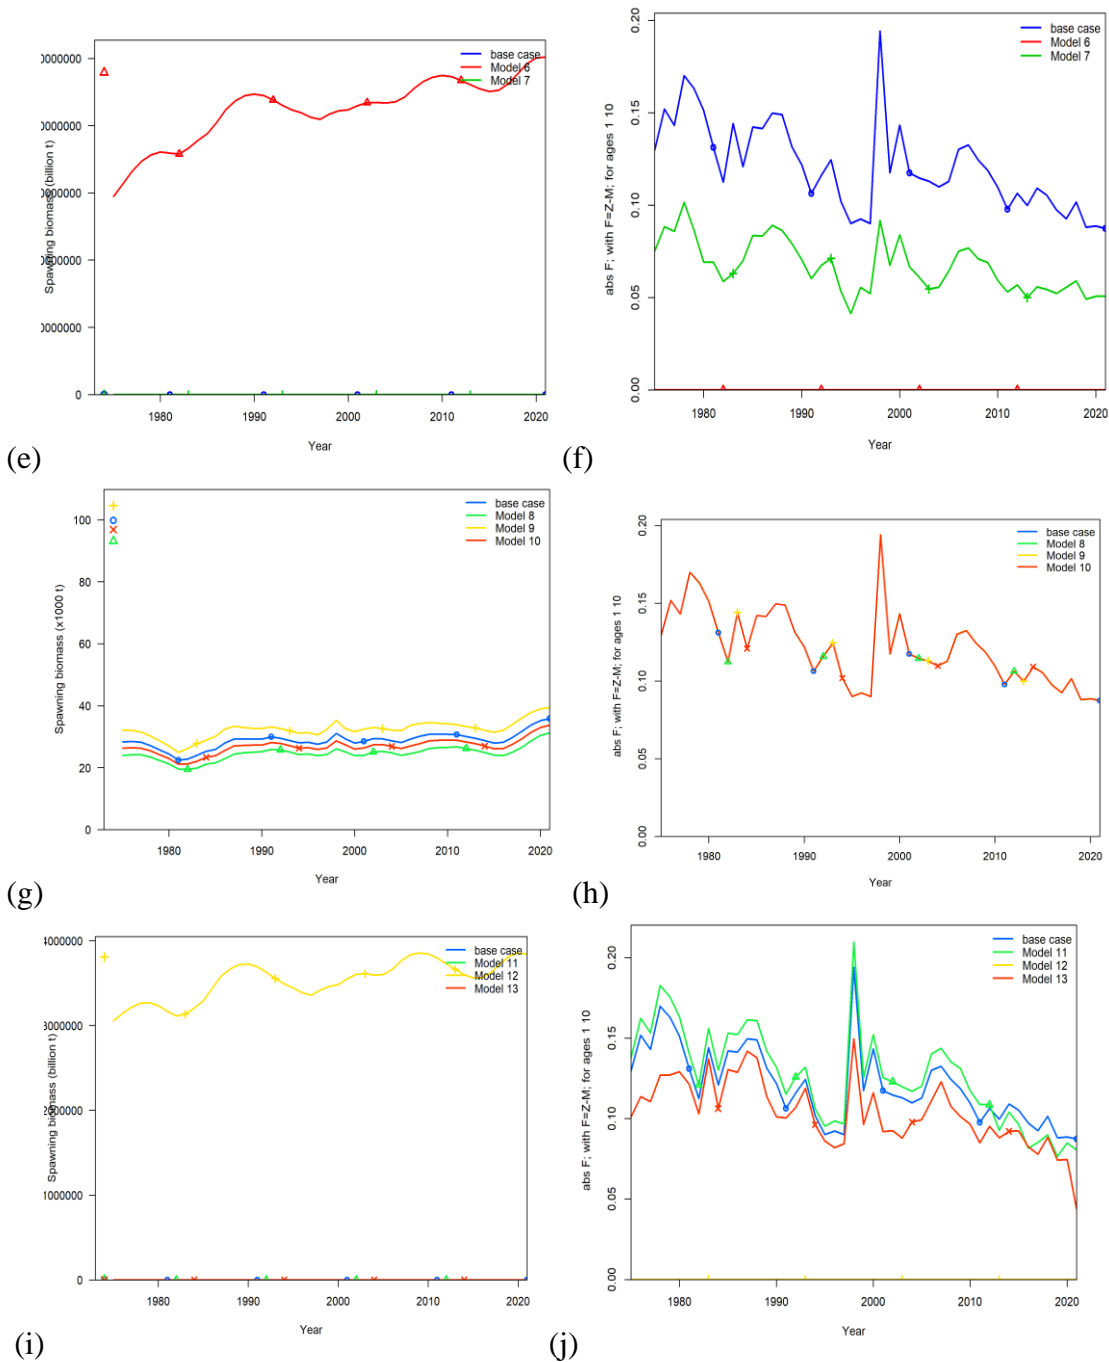 Spawning biomass (billion t)
0000000
0000000
0000000
0000000
0
1980 1990 2000 2010 2020
Year
base case
Model 6
Model 7
(e)
abs F; with F=Z-M; for ages 1 10
0.20
0.15
0.10
0.05
0.00
1980 1990 2000 2010 2020
Year
base case
Model 6
Model 7
(f)
Spawning biomass (x1000 t)
100
80
60
40
20
0
1980 1990 2000 2010 2020
Year
base case
Model 8
Model 9
Model 10
(g)
abs F; with F=Z-M; for ages 1 10
0.20
0.15
0.10
0.05
0.00
1980 1990 2000 2010 2020
Year
base case
Model 8
Model 9
Model 10
(h)
Spawning biomass (billion t)
4000000
3000000
2000000
1000000
0
1980 1990 2000 2010 2020
Year
base case
Model 11
Model 12
Model 13
(i)
abs F; with F=Z-M; for ages 1 10
0.20
0.15
0.10
0.05
0.00
1980 1990 2000 2010 2020
Year
base case
Model 11
Model 12
Model 13
(j)